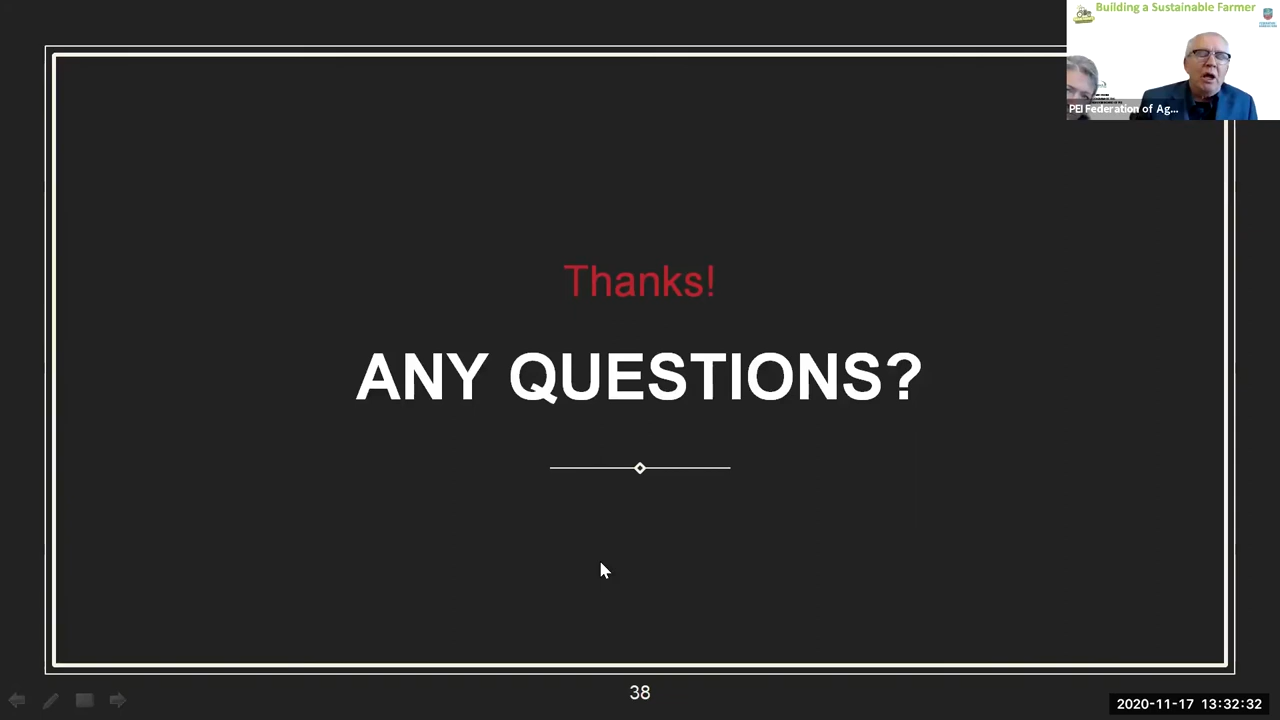 Building a Sustainable Farmer
PEI Federation of Ag...
Thanks!
ANY QUESTIONS?
38
2020-11-17 13:32:32